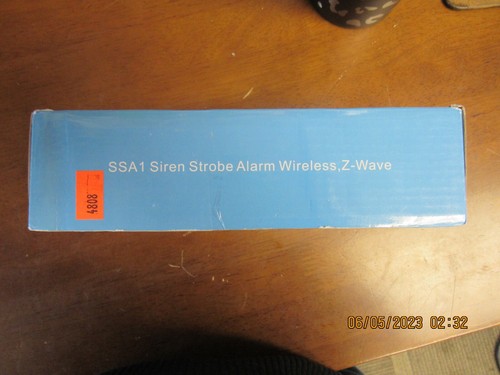 SSA1 Siren Strobe Alarm Wireless,Z-Wave
4808
06/05/2023 02:32